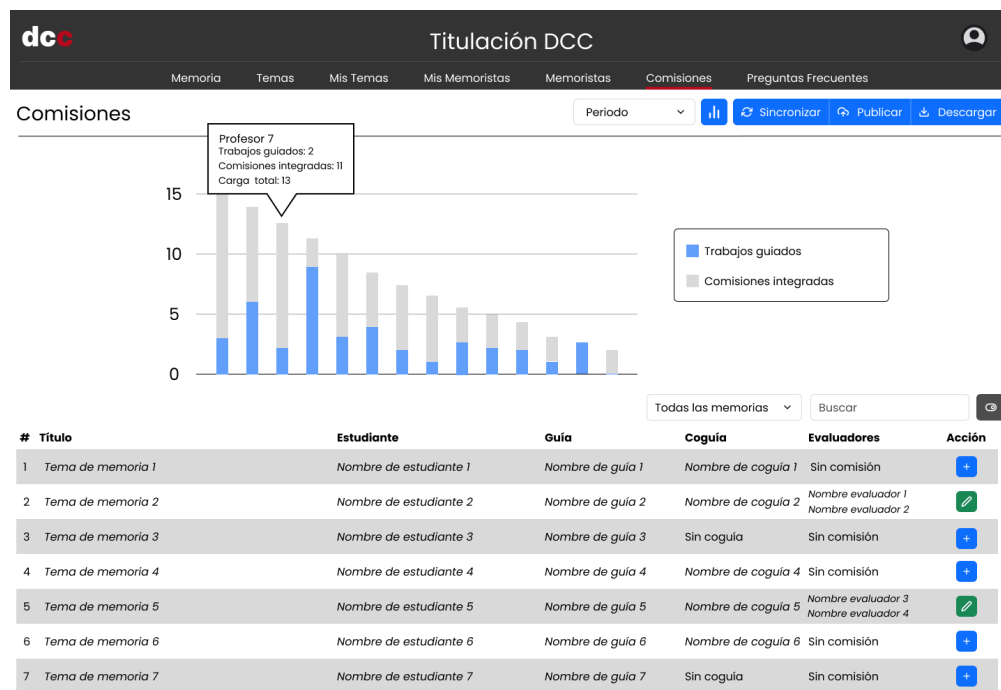 dcc
Titulación DCC
Memoria Temas Mis Temas Mis Memoristas Memoristas Comisiones Preguntas Frecuentes
Comisiones
Periodo
Sincronizar Publicar Descargar
Profesor 7
Trabajos guiados: 2
Comisiones integradas: 11
Carga total: 13
15
10
5
0
Trabajos guiados
Comisiones integradas
Todas las memorias
Buscar
# Título Estudiante Guía Coguía Evaluadores Acción
1 Tema de memoria 1 Nombre de estudiante 1 Nombre de guía 1 Nombre de coguía 1 Sin comisión +
2 Tema de memoria 2 Nombre de estudiante 2 Nombre de guía 2 Nombre de coguía 2 Nombre evaluador 1
Nombre evaluador 2
3 Tema de memoria 3 Nombre de estudiante 3 Nombre de guía 3 Sin coguía Sin comisión +
4 Tema de memoria 4 Nombre de estudiante 4 Nombre de guía 4 Nombre de coguía 4 Sin comisión +
5 Tema de memoria 5 Nombre de estudiante 5 Nombre de guía 5 Nombre de coguía 5 Nombre evaluador 3
Nombre evaluador 4
6 Tema de memoria 6 Nombre de estudiante 6 Nombre de guía 6 Nombre de coguía 6 Sin comisión +
7 Tema de memoria 7 Nombre de estudiante 7 Nombre de guía 7 Sin coguía Sin comisión +